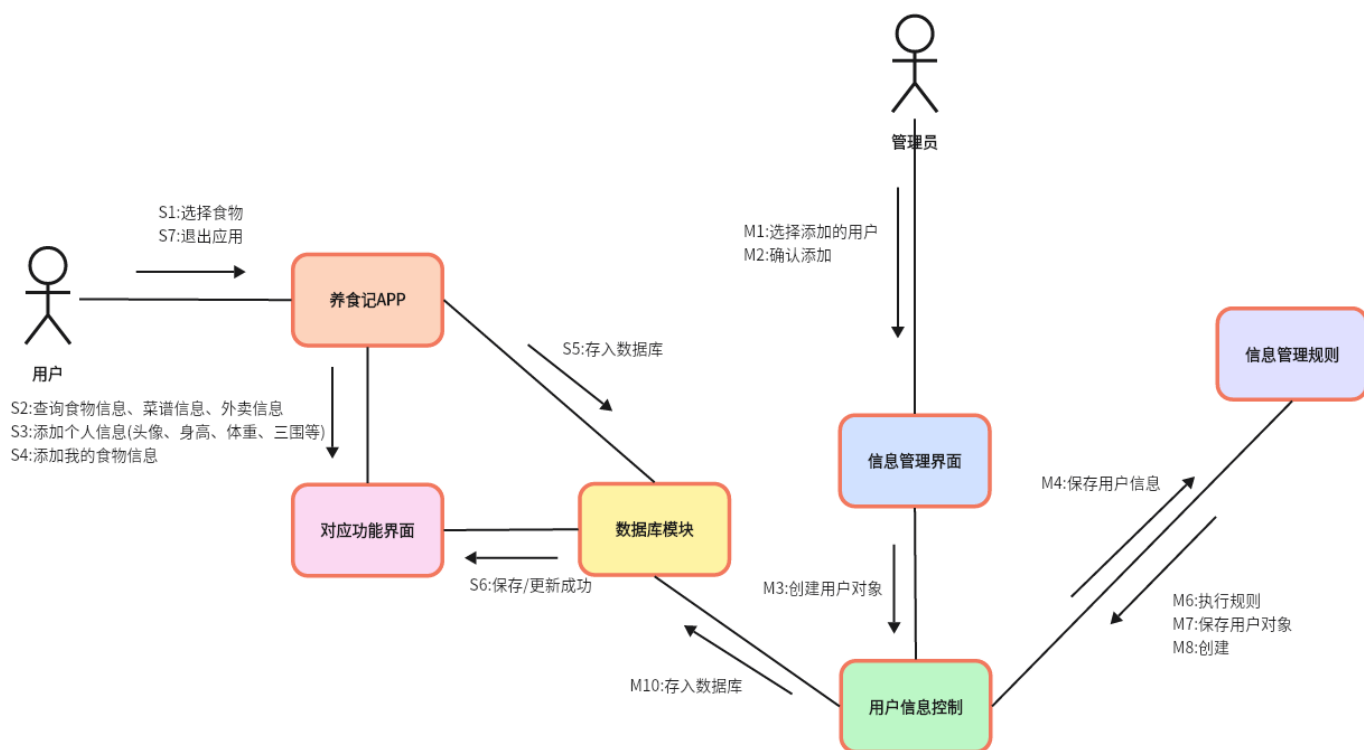 管理员
S1:选择食物
S7:退出应用
M1:选择添加的用户
M2:确认添加
养食记APP
S5:存入数据库
信息管理规则
用户
S2:查询食物信息、菜谱信息、外卖信息
S3:添加个人信息(头像、身高、体重、三围等)
S4:添加我的食物信息
信息管理界面
M4:保存用户信息
对应功能界面
数据库模块
S6:保存/更新成功
M3:创建用户对象
M6:执行规则
M7:保存用户对象
M8:创建
M10:存入数据库
用户信息控制